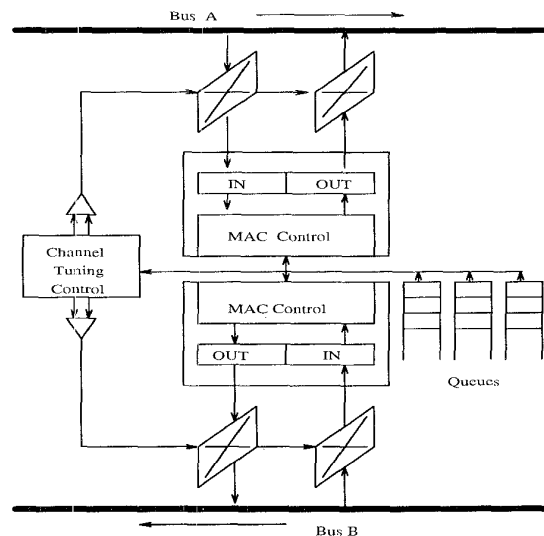 Bus A
IN OUT
MAC Control
Channel
Tuning
Control
MAC Control
OUT IN
Queues
Bus B